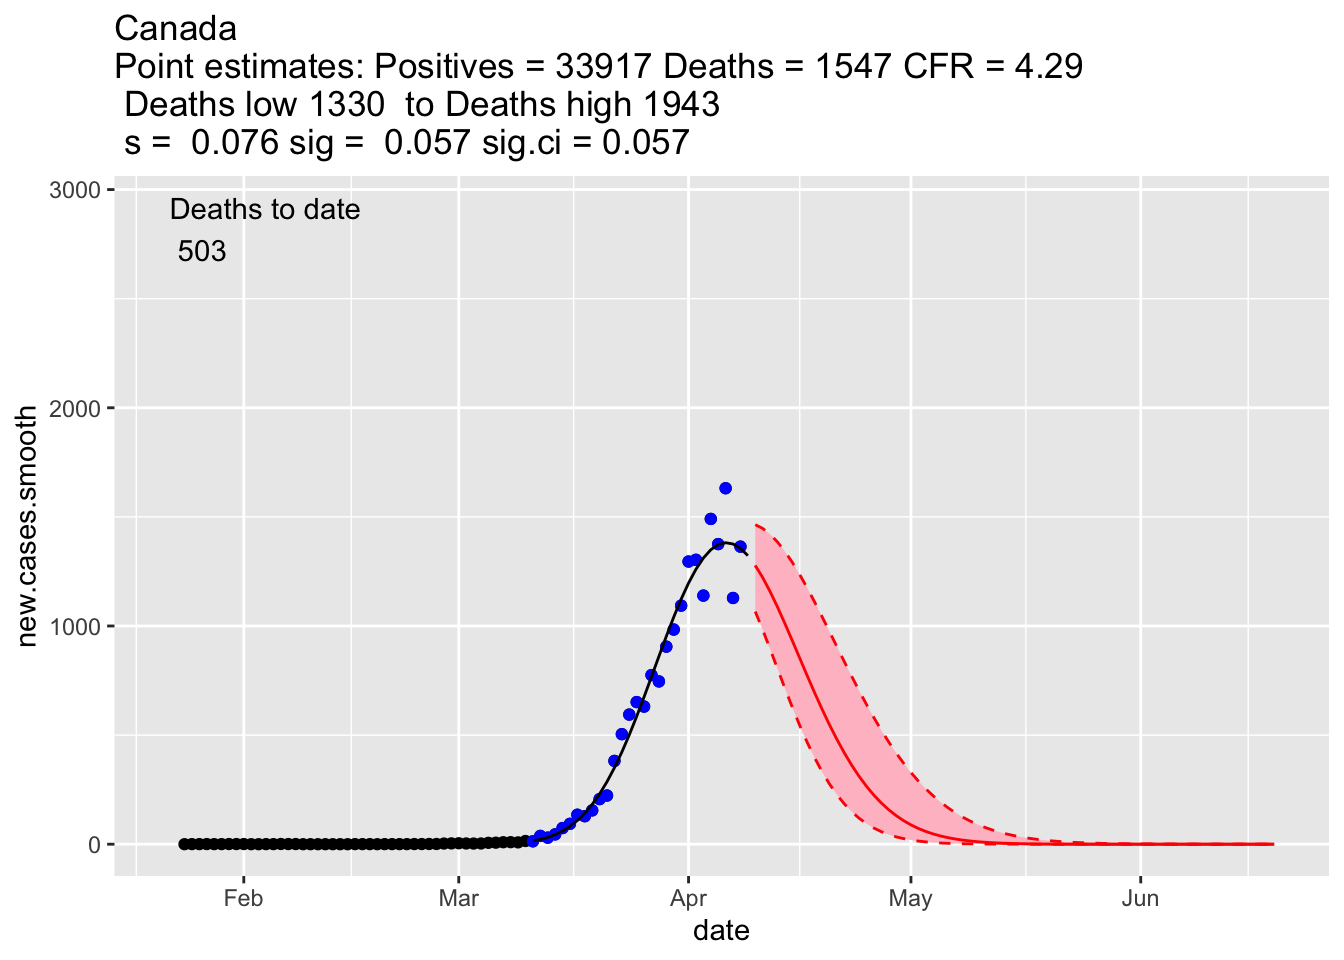 Canada
Point estimates: Positives = 33917 Deaths = 1547 CFR = 4.29
Deaths low 1330  to Deaths high 1943
s =  0.076 sig =  0.057 sig.ci = 0.057
3000
Deaths to date
503
2000
new.cases.smooth
1000
0
Feb Mar Apr May Jun
date